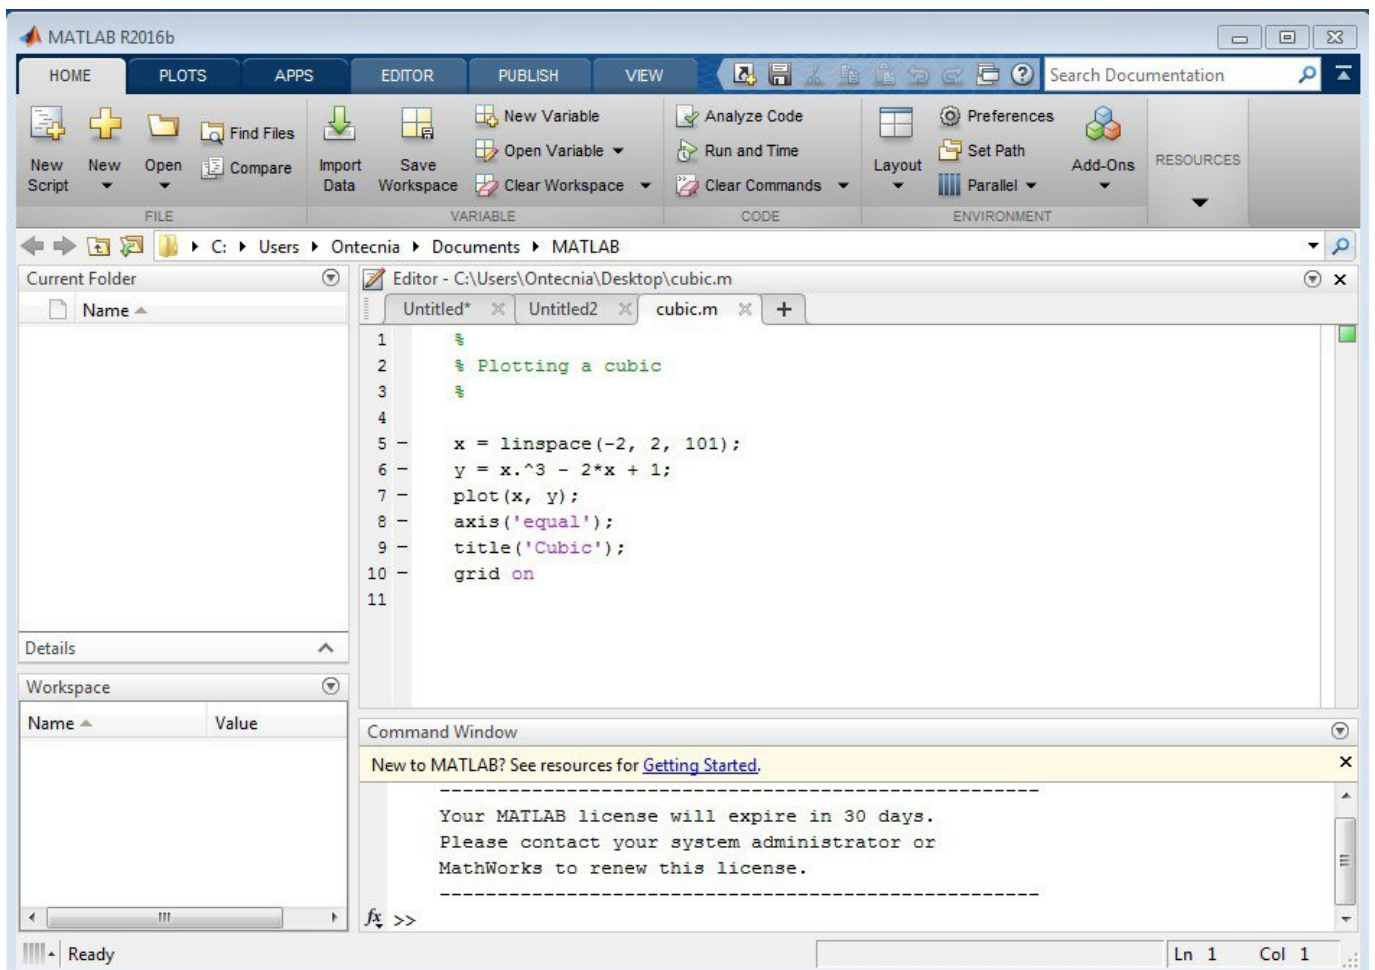 MATLAB R2016b
HOME PLOTS APPS EDITOR PUBLISH VIEW Search Documentation
New Script
New
Open
Find Files
Compare
FILE
Import Data
Save Workspace
New Variable
Open Variable
Clear Workspace
VARIABLE
Analyze Code
Run and Time
Clear Commands
CODE
Layout
Preferences
Set Path
Parallel
ENVIRONMENT
Add-Ons
RESOURCES
C: Users Ontecnia Documents MATLAB
Current Folder
Name
Details
Workspace
Name Value
Editor - C:\Users\Ontecnia\Desktop\cubic.m
Untitled* Untitled2 cubic.m +
1 %
2 % Plotting a cubic
3 %
4
5 - x = linspace(-2, 2, 101);
6 - y = x.^3 - 2*x + 1;
7 - plot(x, y);
8 - axis('equal');
9 - title('Cubic');
10 - grid on
11
Command Window
New to MATLAB? See resources for Getting Started.
-----------------------------------------------------
Your MATLAB license will expire in 30 days.
Please contact your system administrator or
MathWorks to renew this license.
-----------------------------------------------------
fx >>
Ready
Ln 1 Col 1